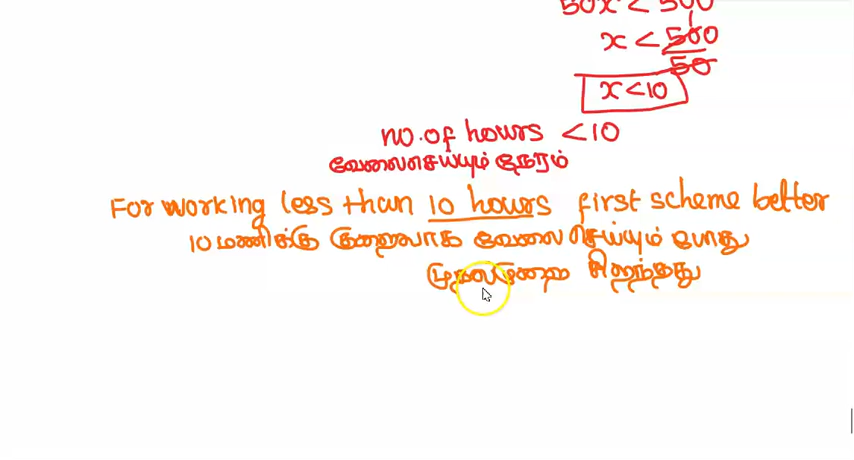 50x < 500
x < 500/50
x < 10
no. of hours < 10
வேலைசெய்யும் நேரம்
For working less than 10 hours first scheme better
10 மணிக்கு குறைவாக வேலை செய்யும் போது
முதல்முறை சிறந்தது